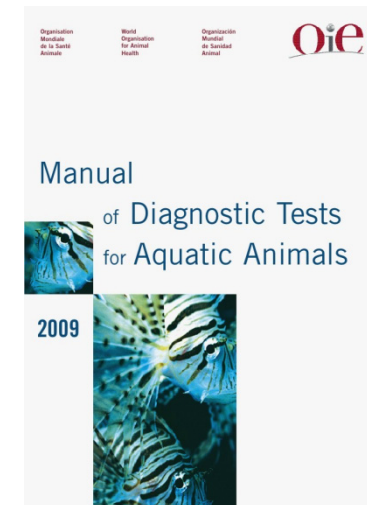 Organisation
Mondiale
de la Santé
Animale
World
Organisation
for Animal
Health
Organización
Mundial
de Sanidad
Animal
Oie
Manual
of Diagnostic Tests
for Aquatic Animals
2009